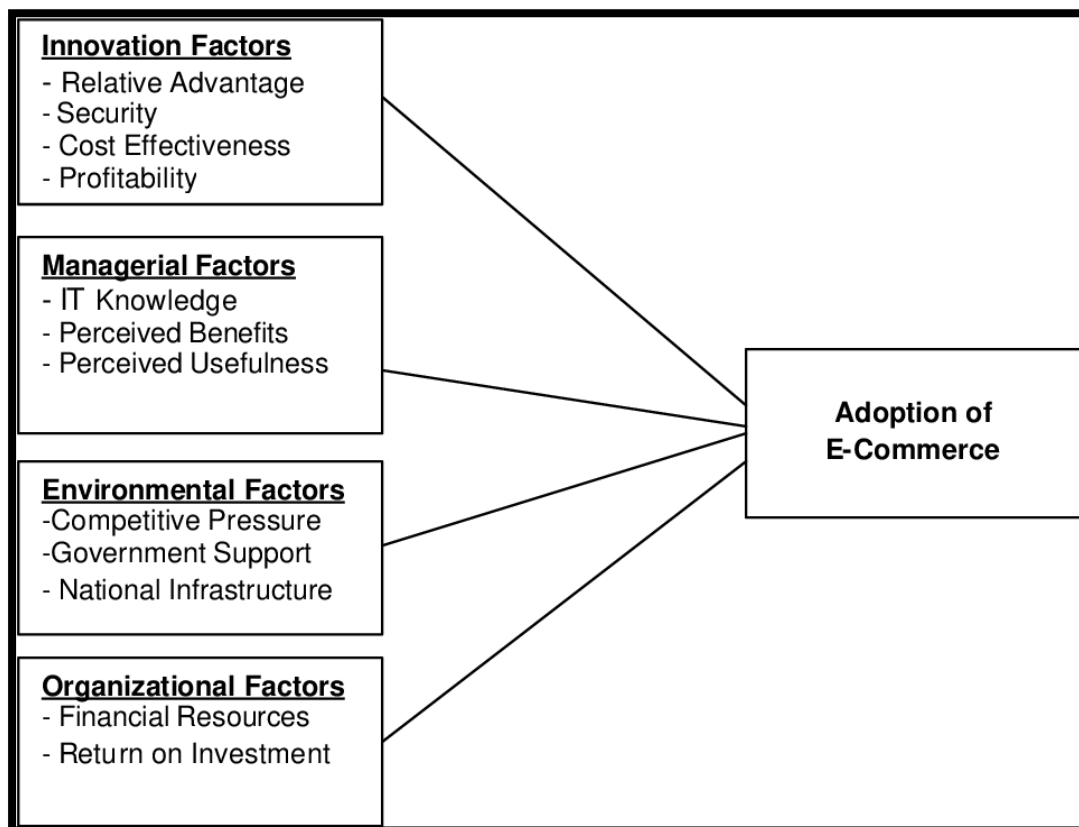 Innovation Factors
- Relative Advantage
- Security
- Cost Effectiveness
- Profitability
Managerial Factors
- IT Knowledge
- Perceived Benefits
- Perceived Usefulness
Environmental Factors
-Competitive Pressure
-Government Support
- National Infrastructure
Organizational Factors
- Financial Resources
- Return on Investment
Adoption of
E-Commerce